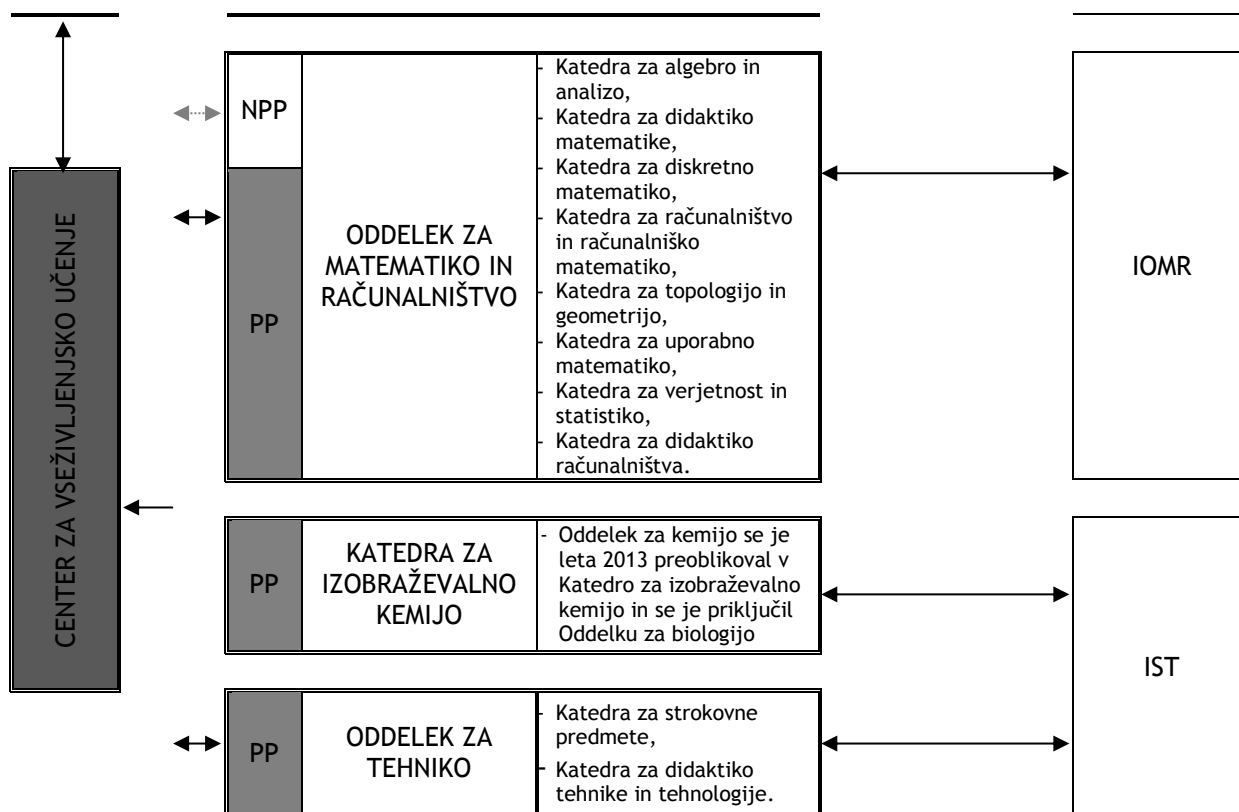 CENTER ZA VSEŽIVLJENJSKO UČENJE
NPP
PP
ODDELEK ZA
MATEMATIKO IN
RAČUNALNIŠTVO
- Katedra za algebro in
analizo,
- Katedra za didaktiko
matematike,
- Katedra za diskretno
matematiko,
- Katedra za računalništvo
in računalniško
matematiko,
- Katedra za topologijo in
geometrijo,
- Katedra za uporabno
matematiko,
- Katedra za verjetnost in
statistiko,
- Katedra za didaktiko
računalništva.
IOMR
PP
KATEDRA ZA
IZOBRAŽEVALNO
KEMIJO
- Oddelek za kemijo se je
leta 2013 preoblikoval v
Katedro za izobraževalno
kemijo in se je priključil
Oddelku za biologijo
IST
PP
ODDELEK ZA
TEHNIKO
- Katedra za strokovne
predmete,
- Katedra za didaktiko
tehnike in tehnologije.